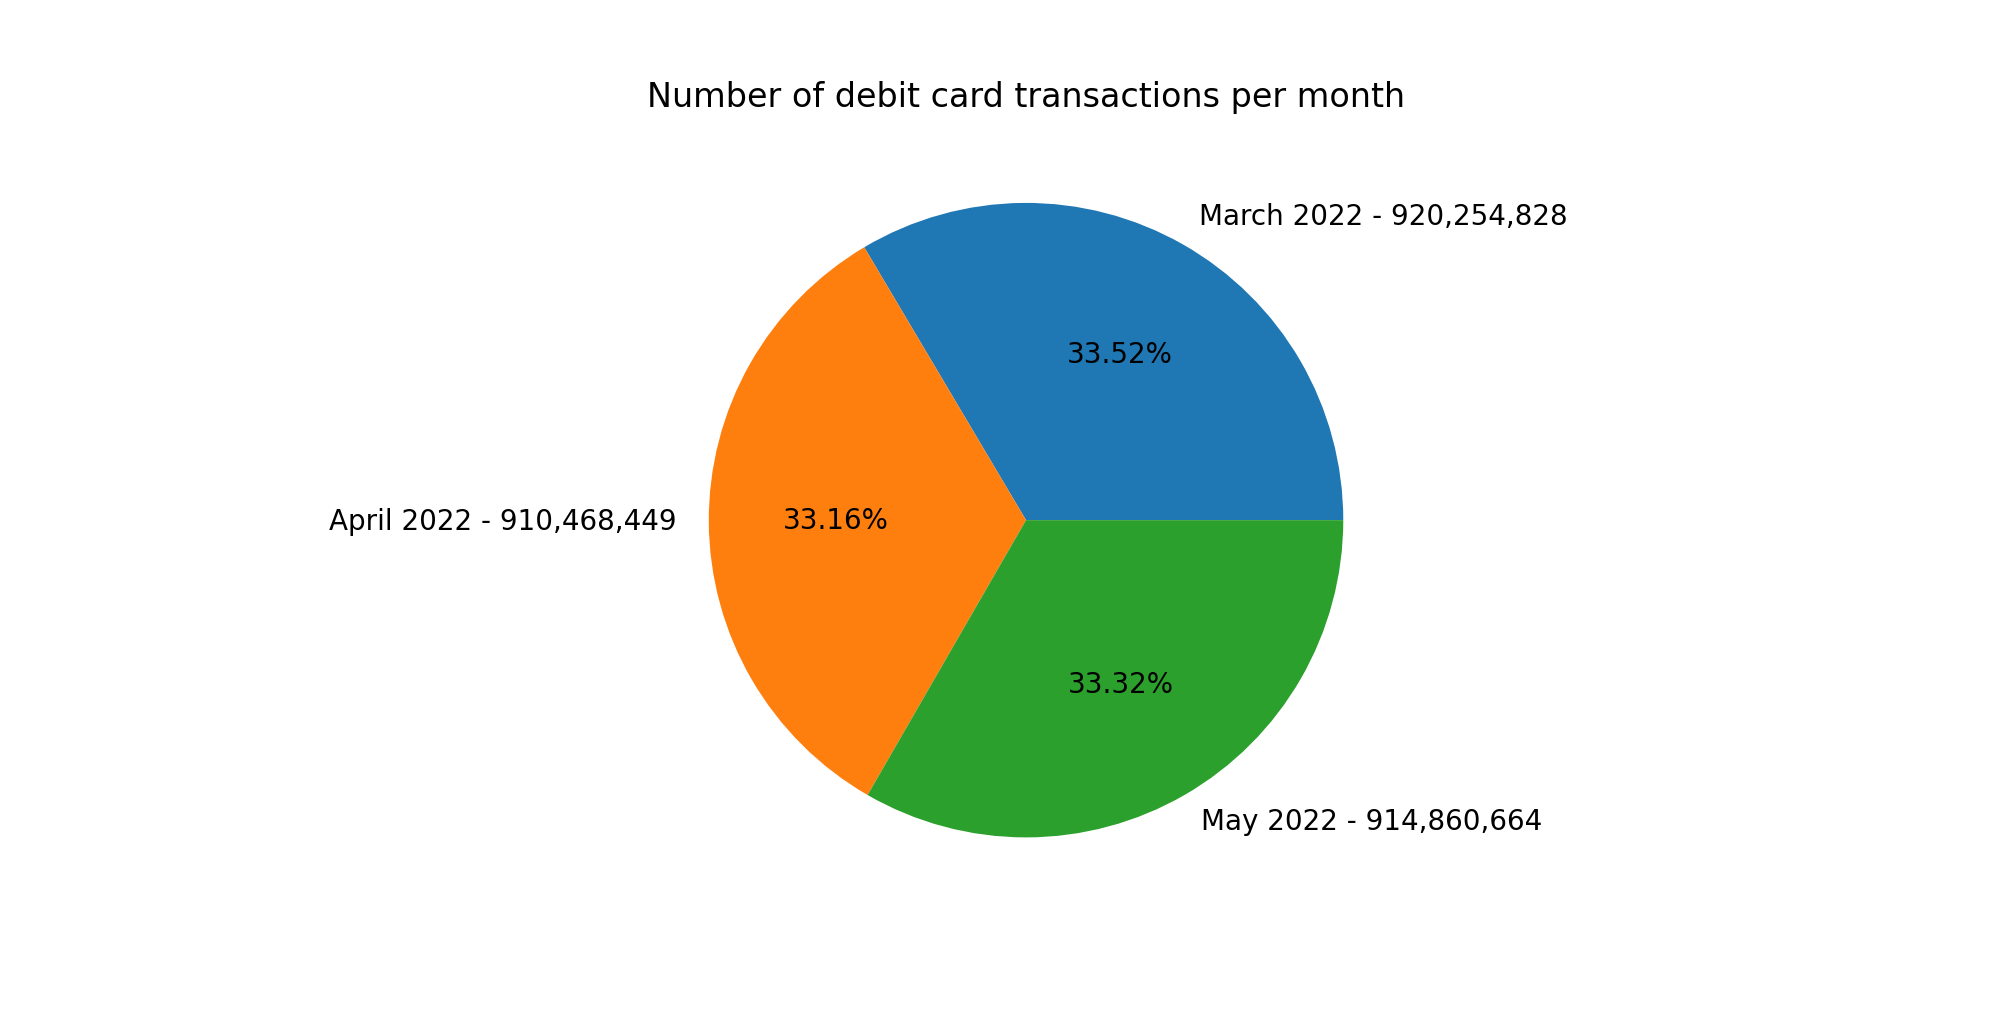 Number of debit card transactions per month
March 2022 - 920,254,828
33.52%
April 2022 - 910,468,449
33.16%
33.32%
May 2022 - 914,860,664